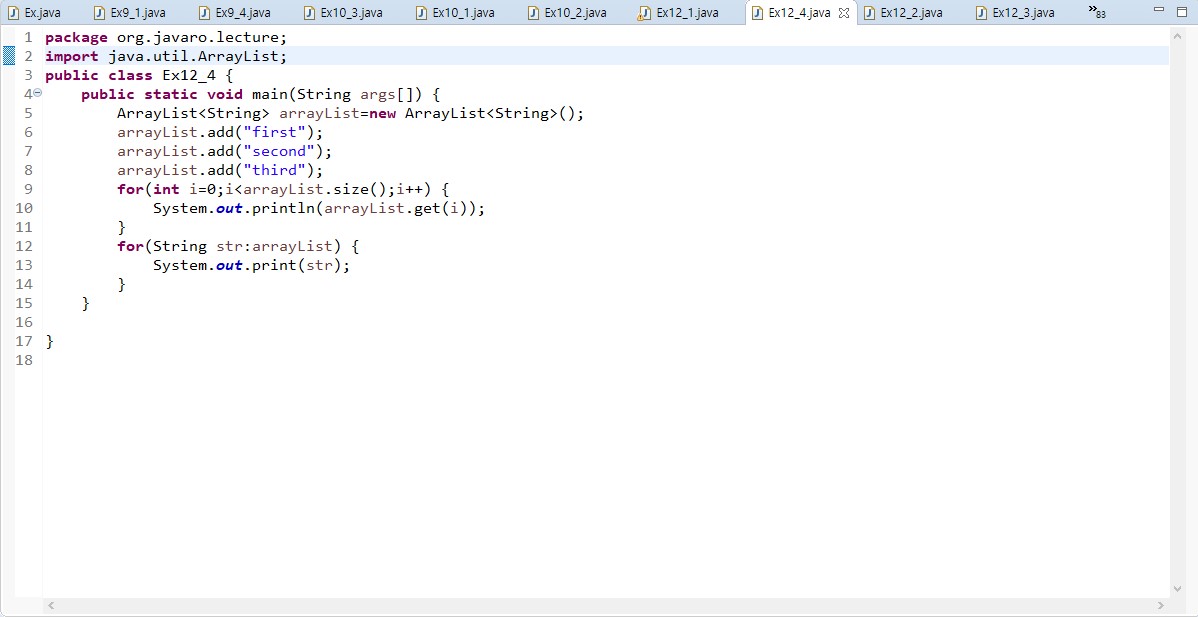 Ex.java Ex9_1.java Ex9_4.java Ex10_3.java Ex10_1.java Ex10_2.java Ex12_1.java Ex12_4.java Ex12_2.java Ex12_3.java »83
1 package org.javaro.lecture;
2 import java.util.ArrayList;
3 public class Ex12_4 {
4     public static void main(String args[]) {
5         ArrayList<String> arrayList=new ArrayList<String>();
6         arrayList.add("first");
7         arrayList.add("second");
8         arrayList.add("third");
9         for(int i=0;i<arrayList.size();i++) {
10             System.out.println(arrayList.get(i));
11         }
12         for(String str:arrayList) {
13             System.out.print(str);
14         }
15     }
16
17 }
18